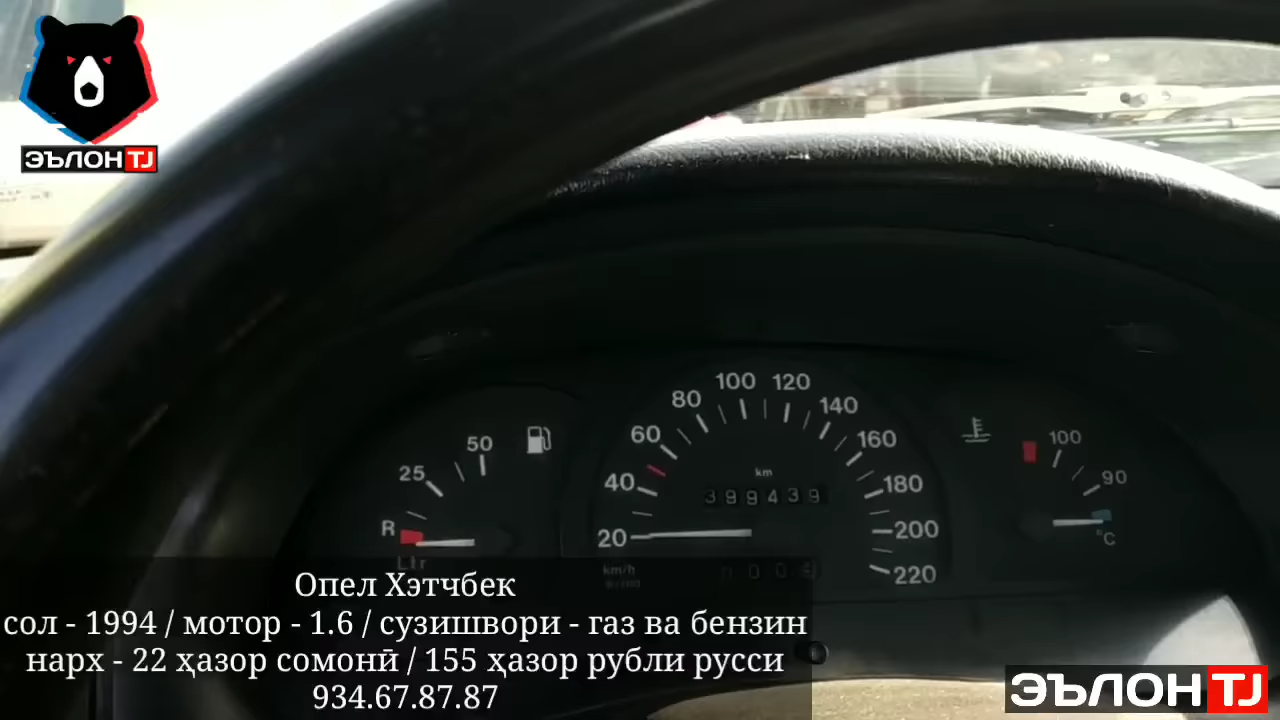 ЭЪЛОН TJ
100 120
80 140
60 160
50
25
40
km
180
399439
100
90
R
20
200
°C
Ltr
km/h
220
Опел Хэтчбек
сол - 1994 / мотор - 1.6 / сузишвори - газ ва бензин
нарх - 22 ҳазор сомонӣ / 155 ҳазор рубли русси
934.67.87.87
ЭЪЛОН TJ